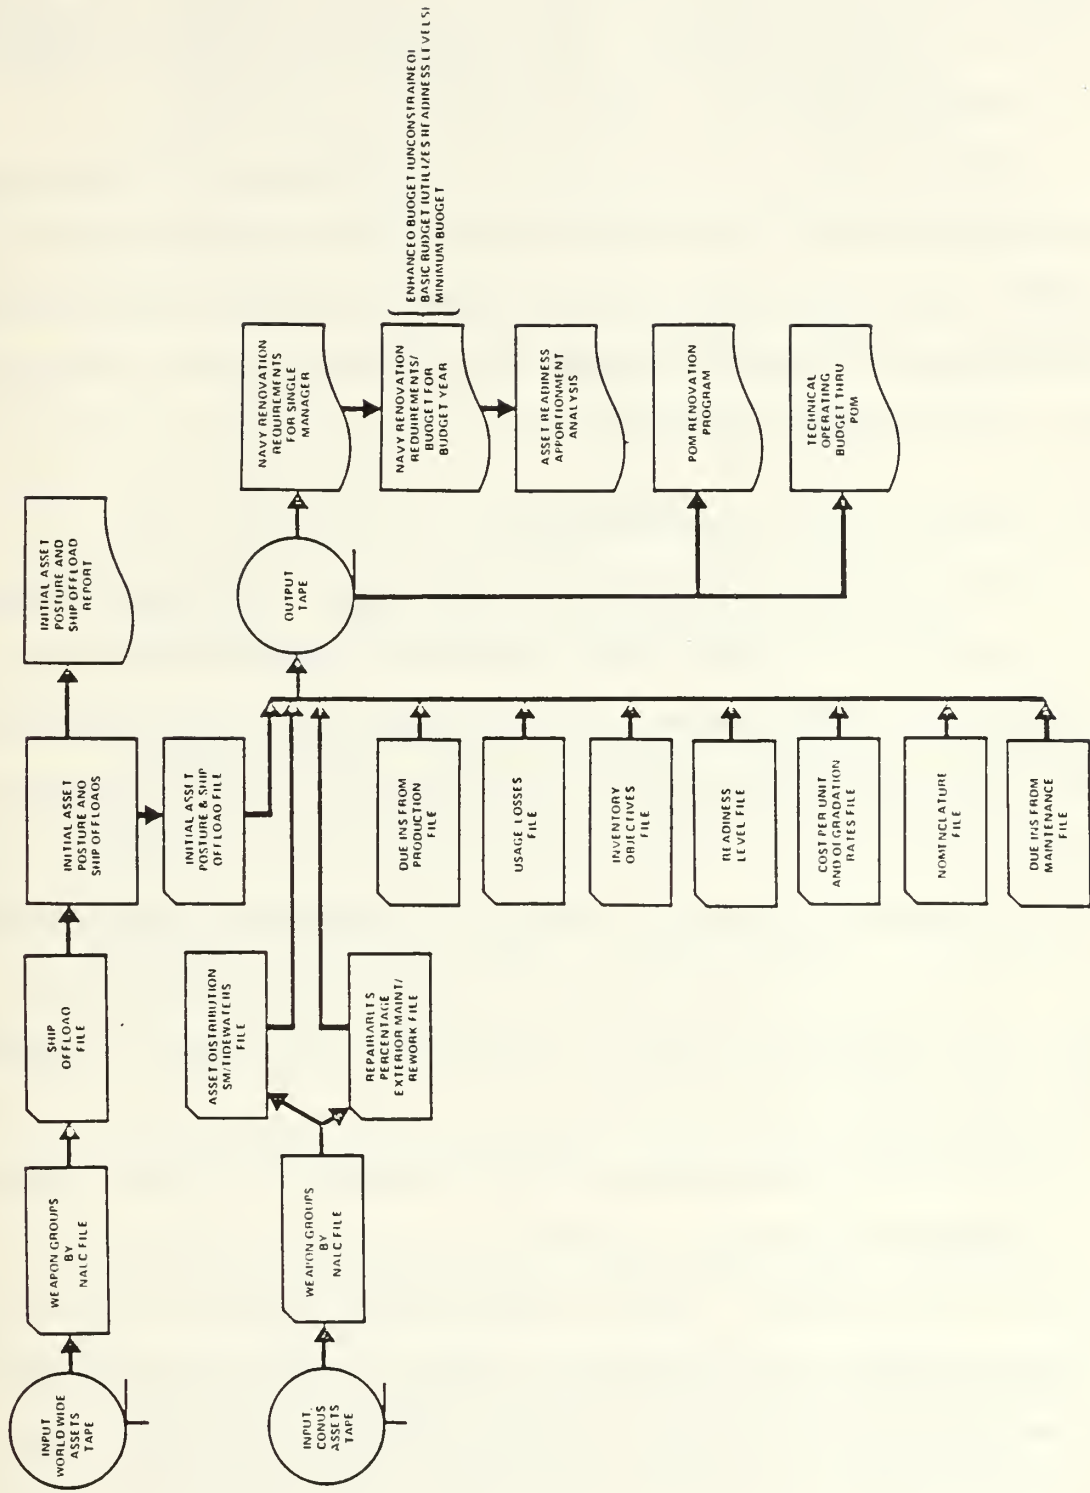 INPUT
WORLDWIDE
ASSETS
TAPE
WEAPON GROUPS
BY
NALC FILE
SHIP
OFFLOAD
FILE
INITIAL ASSET
POSTURE AND
SHIP OFFLOADS
INITIAL ASSET
POSTURE AND
SHIP OFFLOAD
REPORT
INITIAL ASSET
POSTURE & SHIP
OFFLOAD FILE
INPUT
CONUS
ASSETS
TAPE
WEAPON GROUPS
BY
NALC FILE
ASSET DISTRIBUTION
SM/TIDEWATERS
FILE
REPAIRABLES
PERCENTAGE
EXTERIOR MAINT/
REWORK FILE
DUE INS FROM
PRODUCTION
FILE
USAGE LOSSES
FILE
INVENTORY
OBJECTIVES
FILE
READINESS
LEVEL FILE
COST PER UNIT
AND DEGRADATION
RATES FILE
NOMENCLATURE
FILE
DUE INS FROM
MAINTENANCE
FILE
OUTPUT
TAPE
NAVY RENOVATION
REQUIREMENTS
FOR SINGLE
MANAGER
NAVY RENOVATION
REQUIREMENTS/
BUDGET FOR
BUDGET YEAR
ENHANCED BUDGET (UNCONSTRAINED)
BASIC BUDGET (UTILIZES READINESS LEVELS)
MINIMUM BUDGET
ASSET READINESS
APPORTIONMENT
ANALYSIS
POM RENOVATION
PROGRAM
TECHNICAL
OPERATING
BUDGET THRU
POM